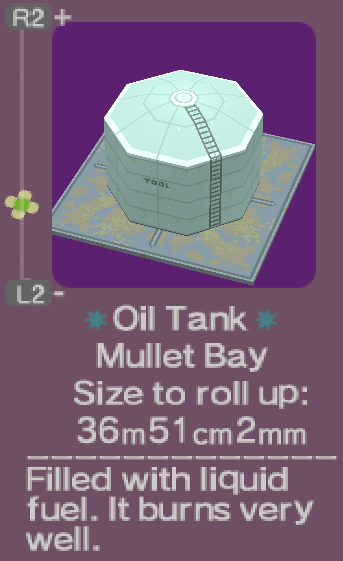 R2 +
T001
L2 -
Oil Tank
Mullet Bay
Size to roll up:
36m51cm2mm
Filled with liquid
fuel. It burns very
well.